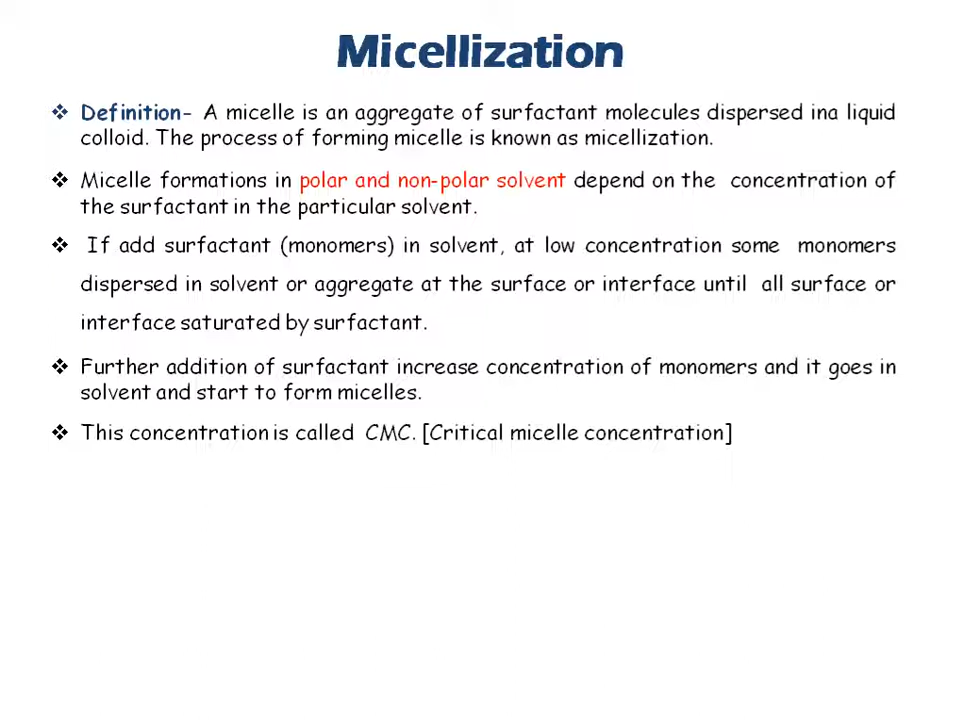 Micellization
❖ Definition- A micelle is an aggregate of surfactant molecules dispersed ina liquid
colloid. The process of forming micelle is known as micellization.
❖ Micelle formations in polar and non-polar solvent depend on the concentration of
the surfactant in the particular solvent.
❖ If add surfactant (monomers) in solvent, at low concentration some monomers
dispersed in solvent or aggregate at the surface or interface until all surface or
interface saturated by surfactant.
❖ Further addition of surfactant increase concentration of monomers and it goes in
solvent and start to form micelles.
❖ This concentration is called CMC. [Critical micelle concentration]